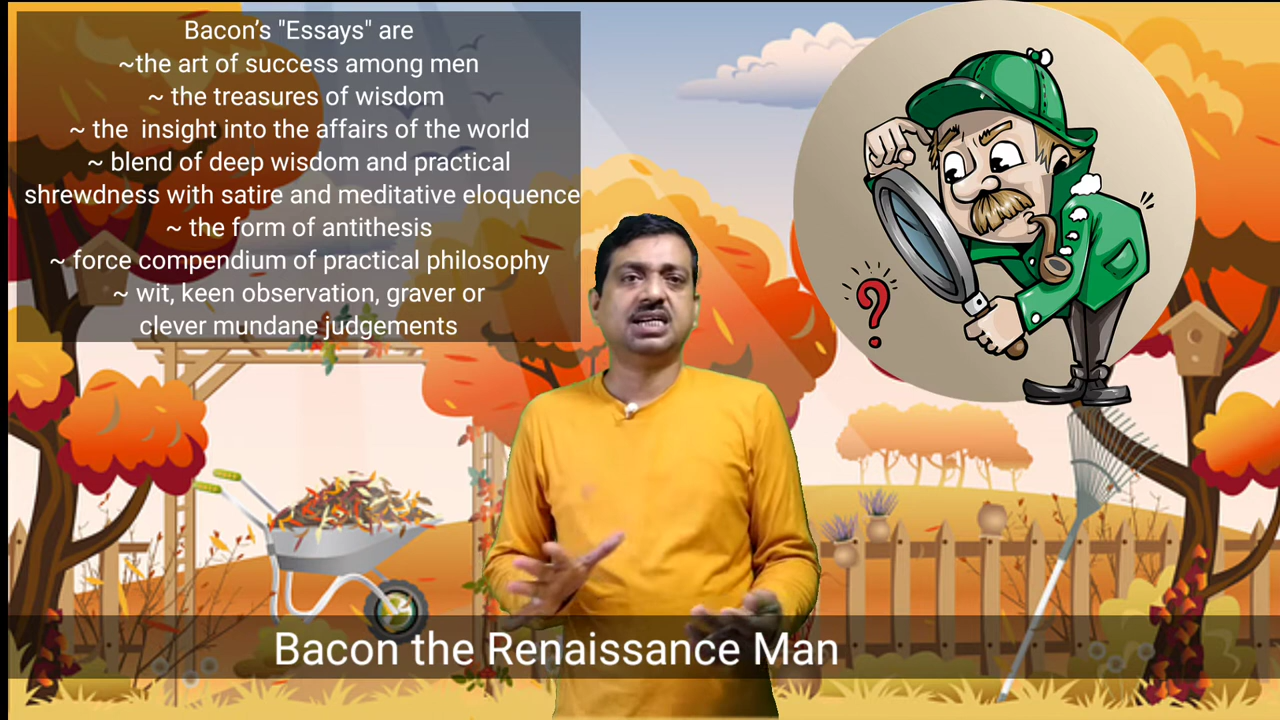 Bacon’s "Essays" are
~the art of success among men
~ the treasures of wisdom
~ the insight into the affairs of the world
~ blend of deep wisdom and practical
shrewdness with satire and meditative eloquence
~ the form of antithesis
~ force compendium of practical philosophy
~ wit, keen observation, graver or
clever mundane judgements
?
Bacon the Renaissance Man